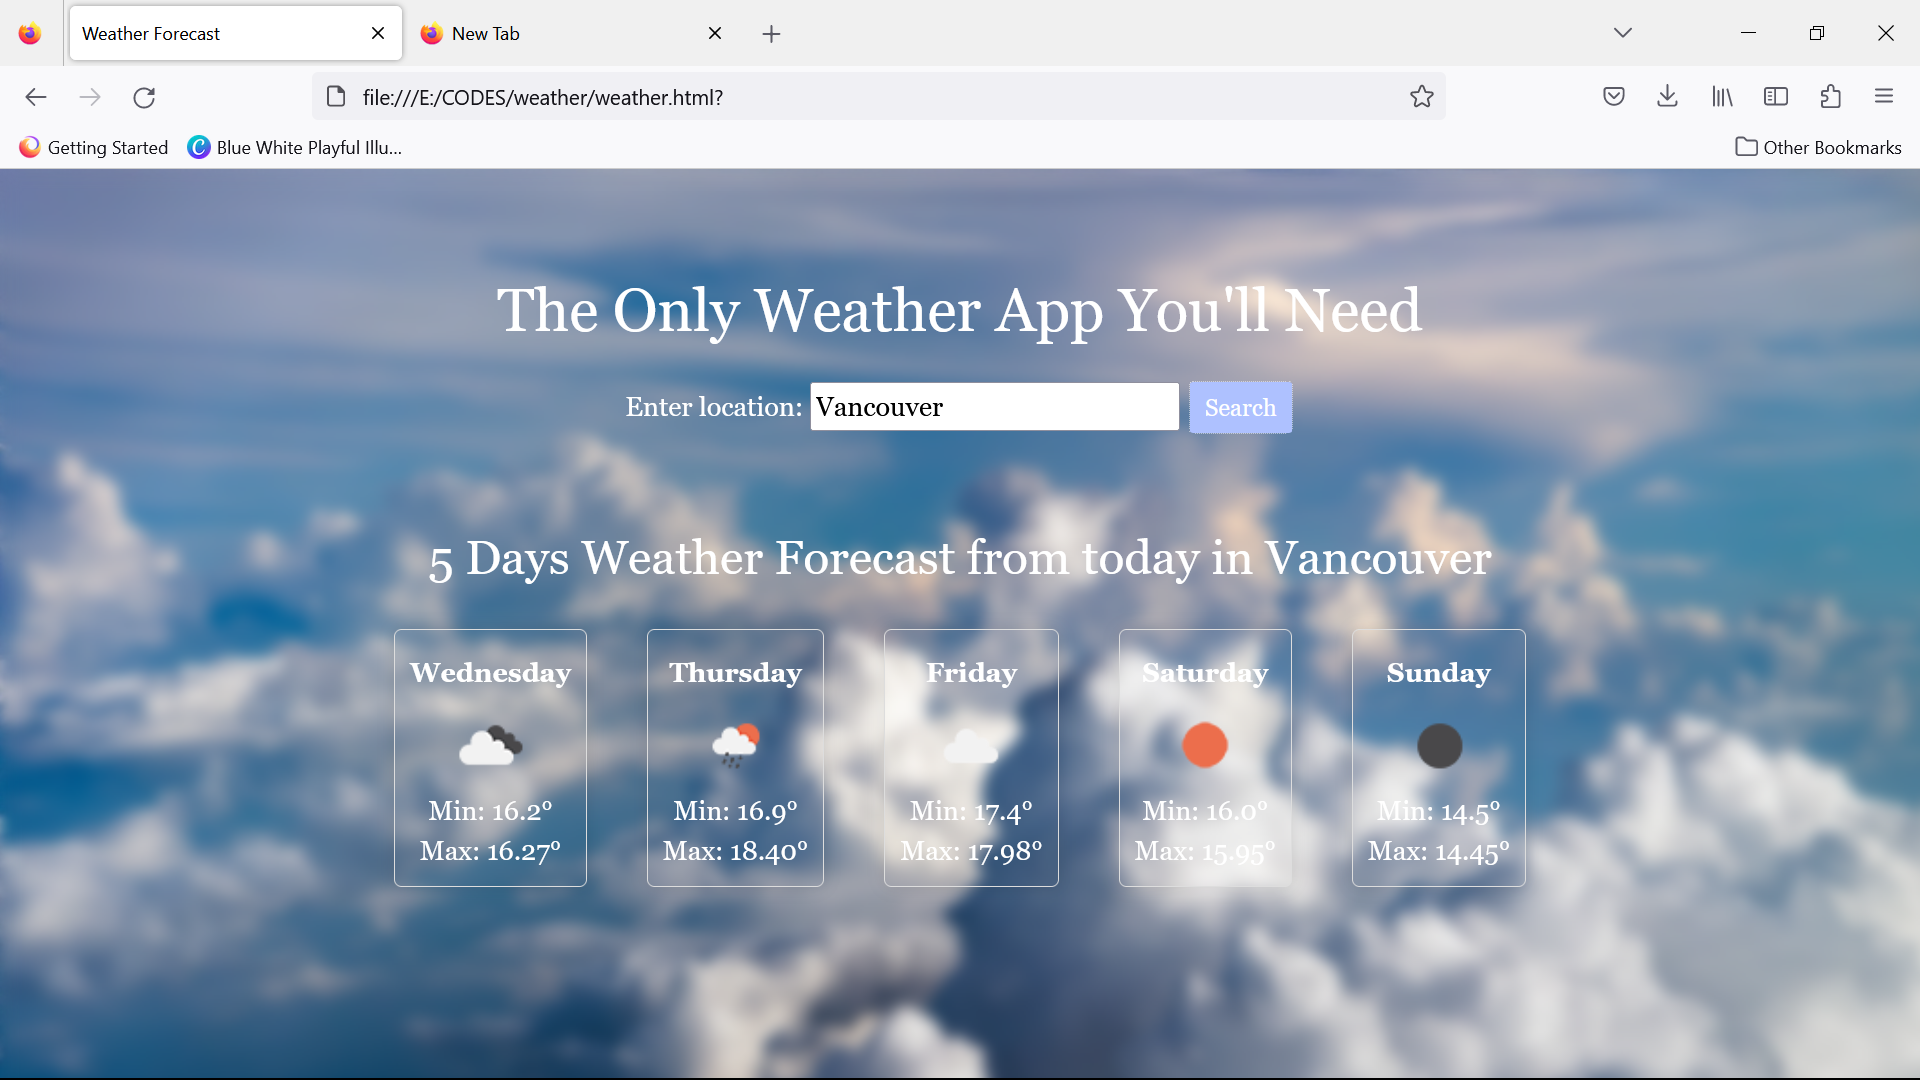 Weather Forecast
New Tab
file:///E:/CODES/weather/weather.html?
Getting Started
Blue White Playful Illu...
Other Bookmarks
The Only Weather App You'll Need
Enter location: Vancouver Search
5 Days Weather Forecast from today in Vancouver
Wednesday
Min: 16.2°
Max: 16.27°
Thursday
Min: 16.9°
Max: 18.40°
Friday
Min: 17.4°
Max: 17.98°
Saturday
Min: 16.0°
Max: 15.95°
Sunday
Min: 14.5°
Max: 14.45°